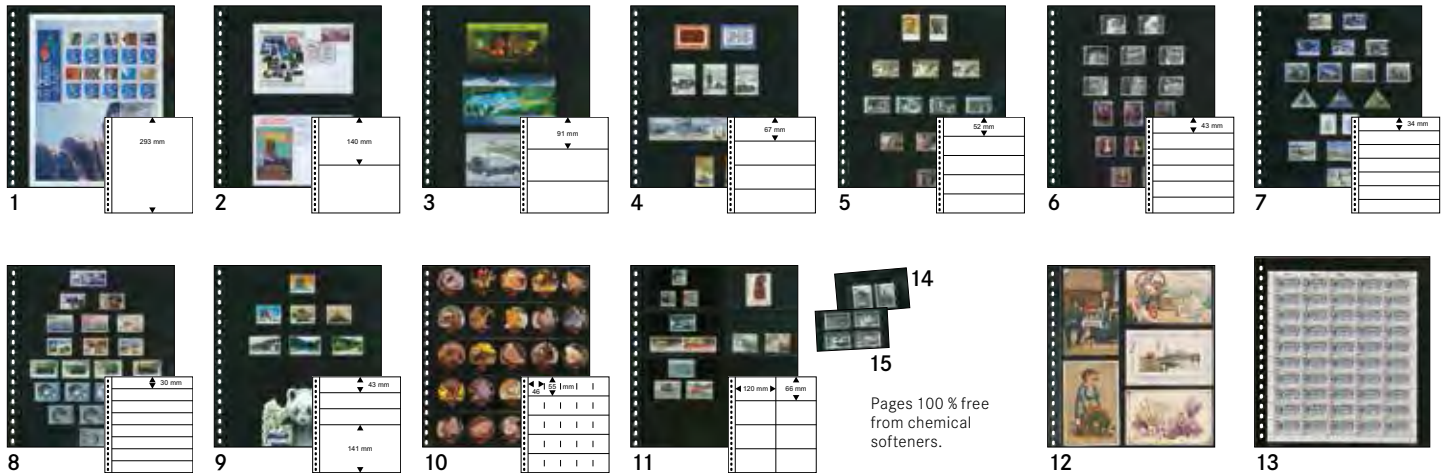 293 mm
1
140 mm
2
91 mm
3
67 mm
4
52 mm
5
43 mm
6
34 mm
7
30 mm
8
43 mm
141 mm
9
46 55 mm
10
120 mm 66 mm
11
14
15
Pages 100 % free
from chemical
softeners.
12
13